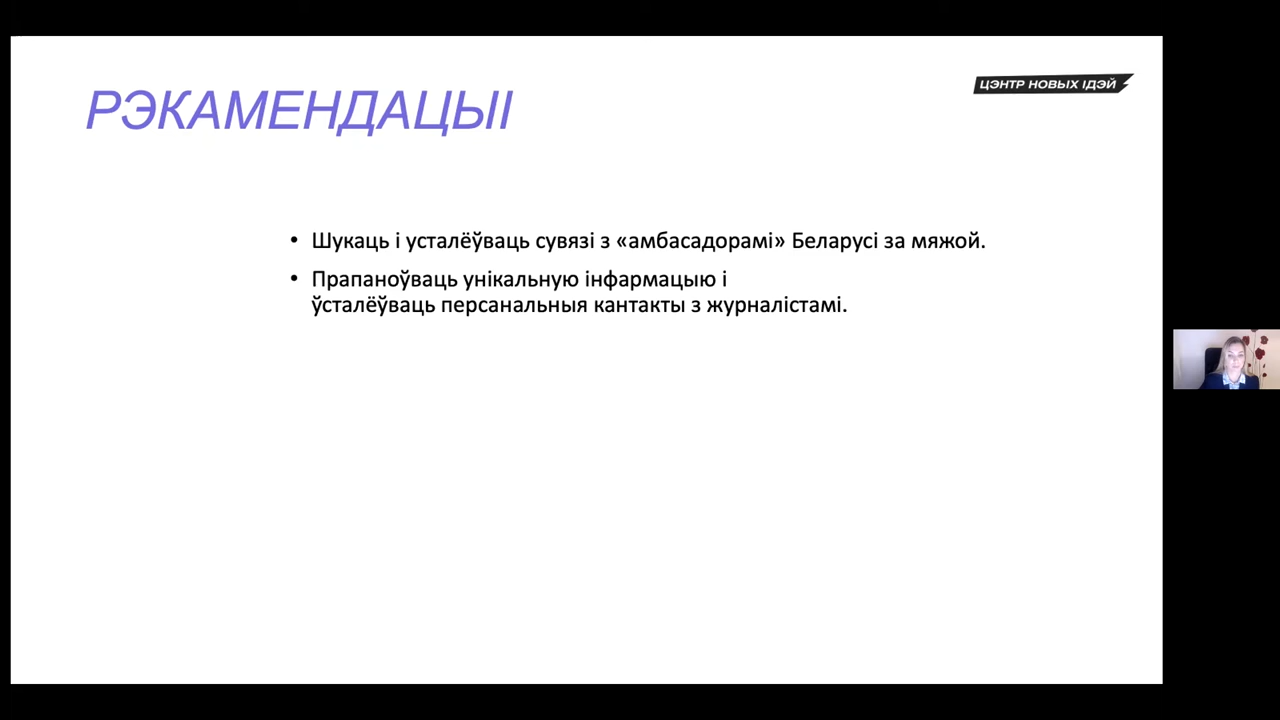 РЭКАМЕНДАЦЫІ
ЦЭНТР НОВЫХ ІДЭЙ
• Шукаць і усталёўваць сувязі з «амбасадорамі» Беларусі за мяжой.
• Прапаноўваць унікальную інфармацыю і
ўсталёўваць персанальныя кантакты з журналістамі.